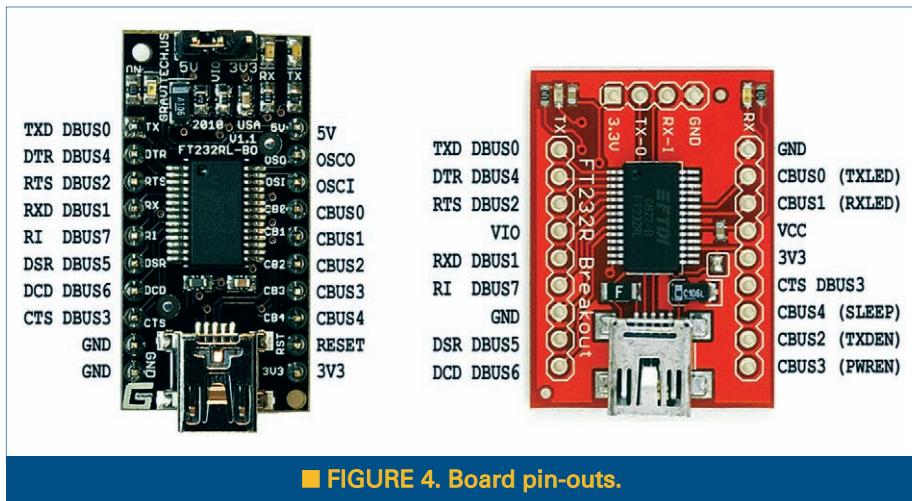 5V
VIO
3V3
RX
TX
GRAVITECH.US
A106
2010 USA
V1.1
FT232RL-BO
TXD DBUS0
DTR DBUS4
RTS DBUS2
RXD DBUS1
RI DBUS7
DSR DBUS5
DCD DBUS6
CTS DBUS3
GND
GND
TX
DTR
RTS
RX
RI
DSR
DCD
CTS
GND
G
5V
OSO
OSI
CB0
CB1
CB2
CB3
CB4
RST
3V3
5V
OSCO
OSCI
CBUS0
CBUS1
CBUS2
CBUS3
CBUS4
RESET
3V3
TXD DBUS0
DTR DBUS4
RTS DBUS2
VIO
RXD DBUS1
RI DBUS7
GND
DSR DBUS5
DCD DBUS6
TX
3.3V
TX-O
RX-I
GND
RX
FT232R Breakout
FTDI
F
C106L
GND
CBUS0 (TXLED)
CBUS1 (RXLED)
VCC
3V3
CTS DBUS3
CBUS4 (SLEEP)
CBUS2 (TXDEN)
CBUS3 (PWREN)
FIGURE 4. Board pin-outs.